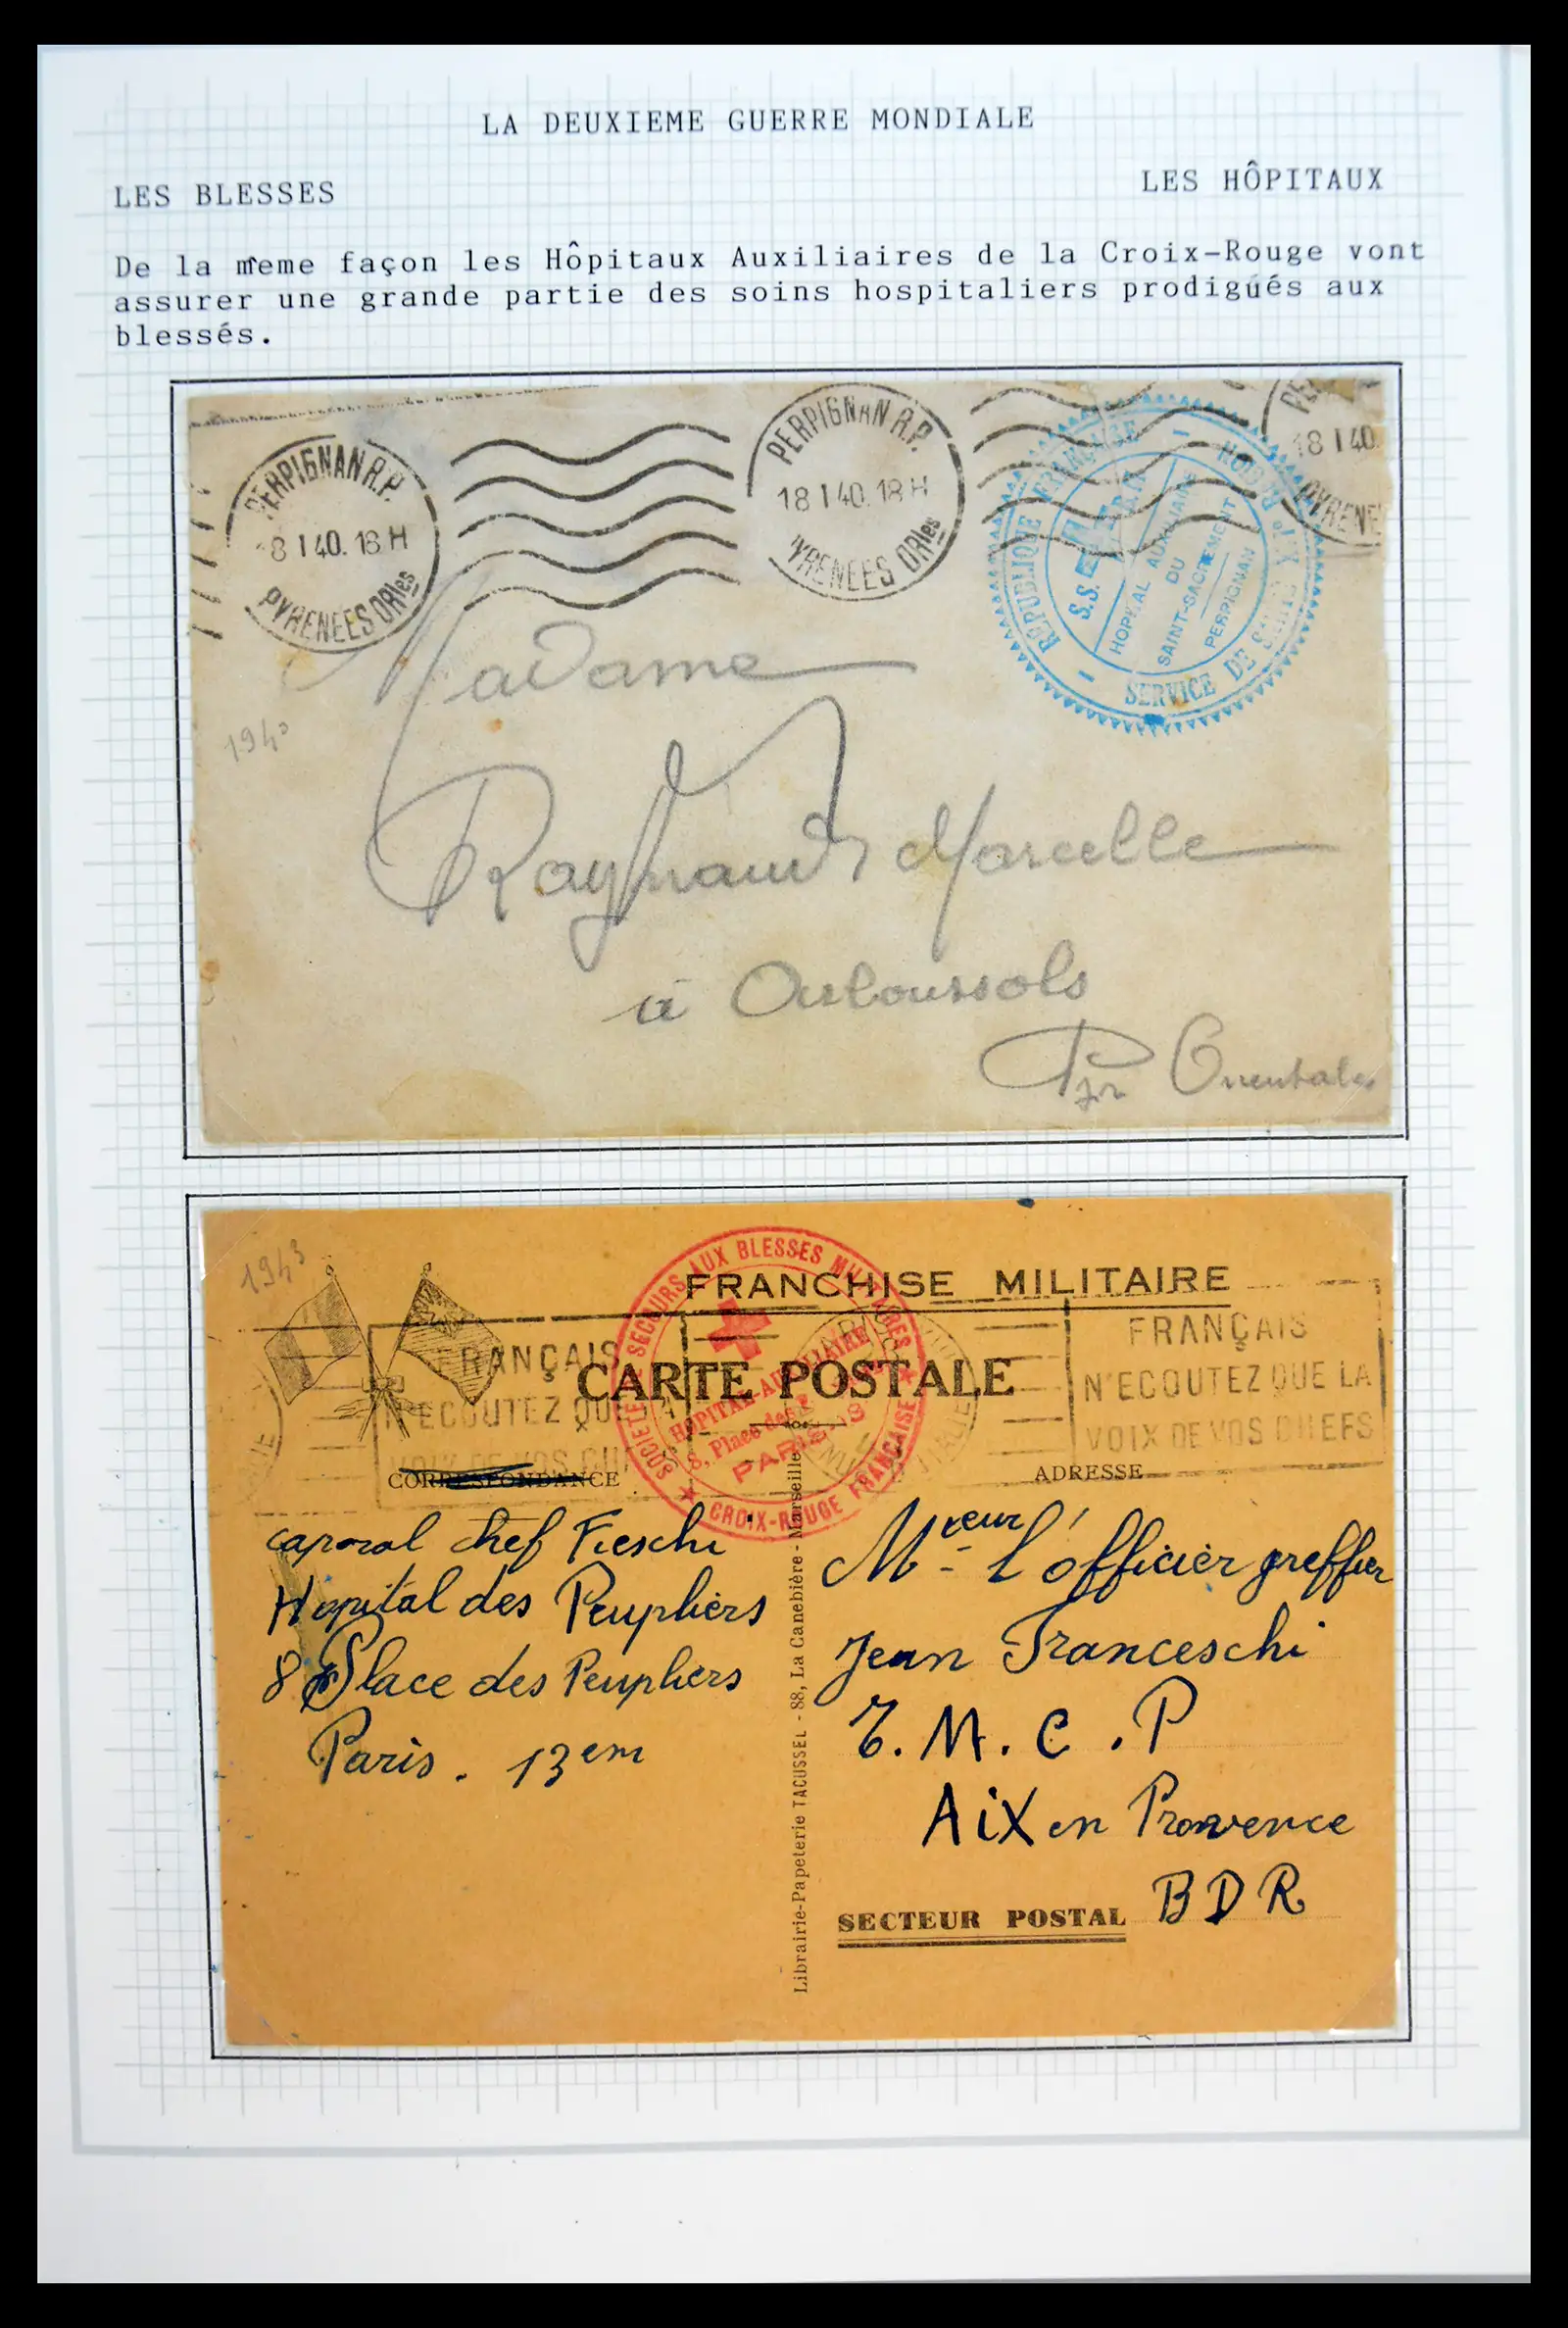 LA DEUXIEME GUERRE MONDIALE
LES BLESSES
LES HÔPITAUX
De la meme façon les Hôpitaux Auxiliaires de la Croix-Rouge vont
assurer une grande partie des soins hospitaliers prodigués aux
blessés.
PERPIGNAN R.P.
18 I 40. 18 H
PYRENEES ORles
PERPIGNAN R.P.
18 I 40. 18 H
PYRENEES ORles
18 I 40.
REPUBLIQUE FRANÇAISE
SERVICE DE
S.S.
HOPITAL AUXILIAIRE
DU
SAINT-SACREMENT
PERPIGNAN
1940
Madame
Raynaud Marcelle
à Arboussols
Pyr Orientales
1943
FRANCHISE MILITAIRE
CARTE POSTALE
SOCIETE SECOURS AUX BLESSES MILITAIRES
CROIX-ROUGE FRANÇAISE
HOPITAL-AUXILIAIRE
8, Place des
PARIS
FRANÇAIS
N'ECOUTEZ QUE
FRANÇAIS
N'ECOUTEZ QUE LA
VOIX DE VOS CHEFS
CORRESPONDANCE
ADRESSE
caporal chef Fieschi
Hopital des Peupliers
8 Place des Peupliers
Paris. 13em
Librairie-Papeterie TACUSSEL - 88, La Canebière - Marseille
Mieur l'officier greffier
Jean Franceschi
T.M.C.P
AiX en Provence
BDR
SECTEUR POSTAL